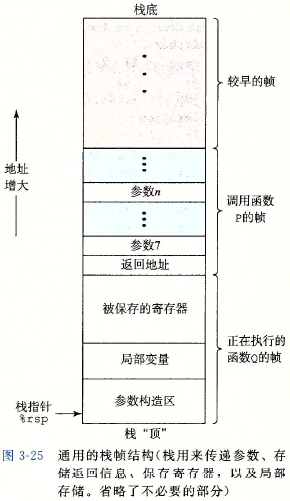 栈底
较早的帧
地址
增大
参数n
调用函数
P的帧
参数7
返回地址
被保存的寄存器
正在执行的
函数Q的帧
局部变量
参数构造区
栈指针
%rsp
栈“顶”
图 3-25 通用的栈帧结构(栈用来传递参数、存
储返回信息、保存寄存器，以及局部
存储。省略了不必要的部分)